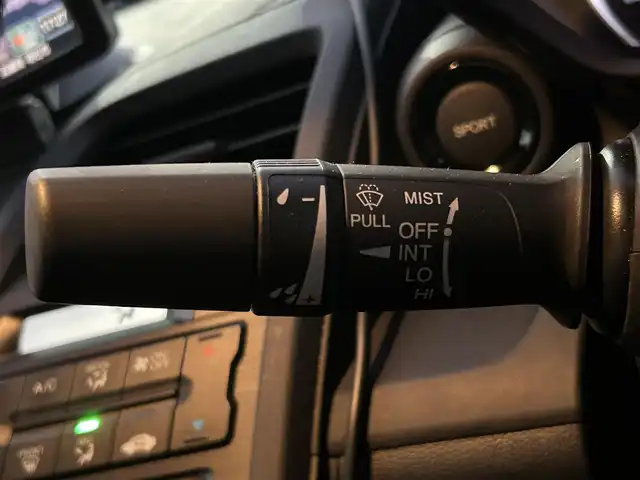 SPORT
MIST
PULL
OFF
INT
LO
HI
- 
+
A/C